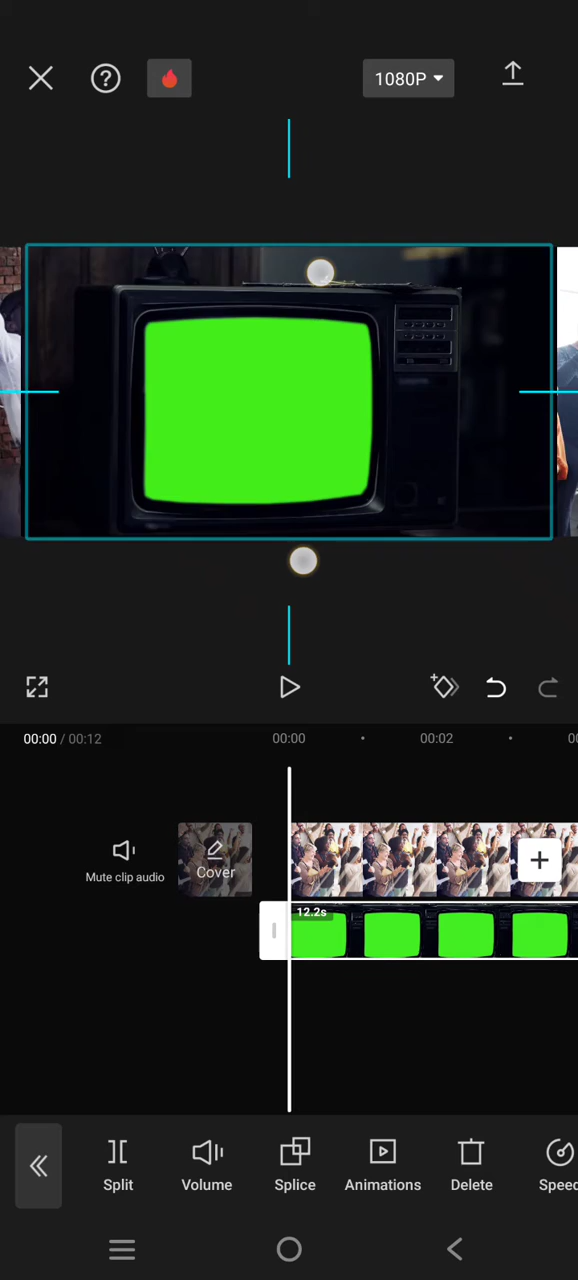 1080P
00:00 / 00:12
00:00
00:02
Mute clip audio
Cover
12.2s
Split
Volume
Splice
Animations
Delete
Speed